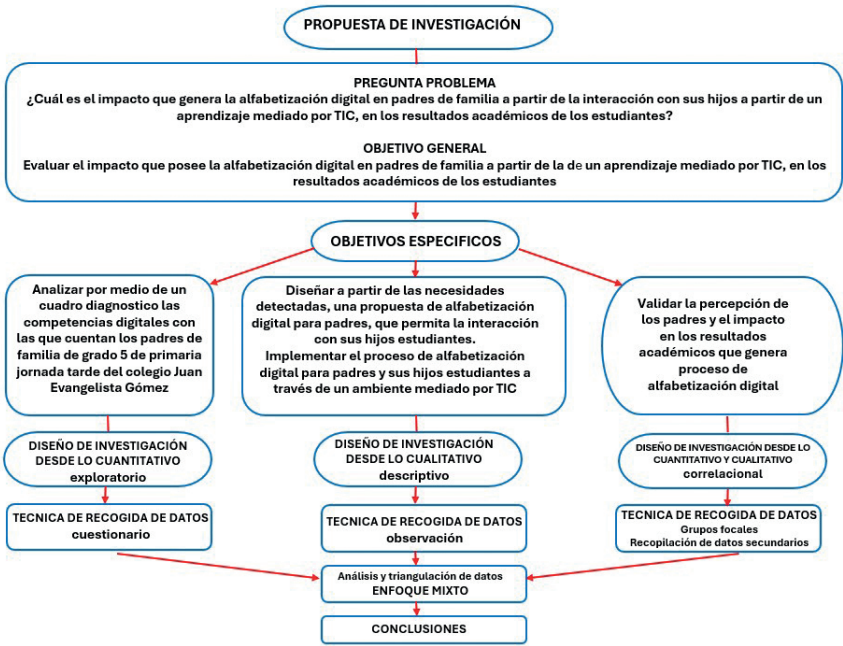 PROPUESTA DE INVESTIGACIÓN
PREGUNTA PROBLEMA
¿Cuál es el impacto que genera la alfabetización digital en padres de familia a partir de la interacción con sus hijos a partir de un
aprendizaje mediado por TIC, en los resultados académicos de los estudiantes?
OBJETIVO GENERAL
Evaluar el impacto que posee la alfabetización digital en padres de familia a partir de la de un aprendizaje mediado por TIC, en los
resultados académicos de los estudiantes
OBJETIVOS ESPECIFICOS
Analizar por medio de un
cuadro diagnostico las
competencias digitales con
las que cuentan los padres de
familia de grado 5 de primaria
jornada tarde del colegio Juan
Evangelista Gómez
Diseñar a partir de las necesidades
detectadas, una propuesta de alfabetización
digital para padres, que permita la interacción
con sus hijos estudiantes.
Implementar el proceso de alfabetización
digital para padres y sus hijos estudiantes a
través de un ambiente mediado por TIC
Validar la percepción de
los padres y el impacto
en los resultados
académicos que genera
proceso de
alfabetización digital
DISEÑO DE INVESTIGACIÓN
DESDE LO CUANTITATIVO
exploratorio
DISEÑO DE INVESTIGACIÓN
DESDE LO CUALITATIVO
descriptivo
DISEÑO DE INVESTIGACIÓN DESDE LO
CUANTITATIVO Y CUALITATIVO
correlacional
TECNICA DE RECOGIDA DE DATOS
cuestionario
TECNICA DE RECOGIDA DE DATOS
observación
TECNICA DE RECOGIDA DE DATOS
Grupos focales
Recopilación de datos secundarios
Análisis y triangulación de datos
ENFOQUE MIXTO
CONCLUSIONES